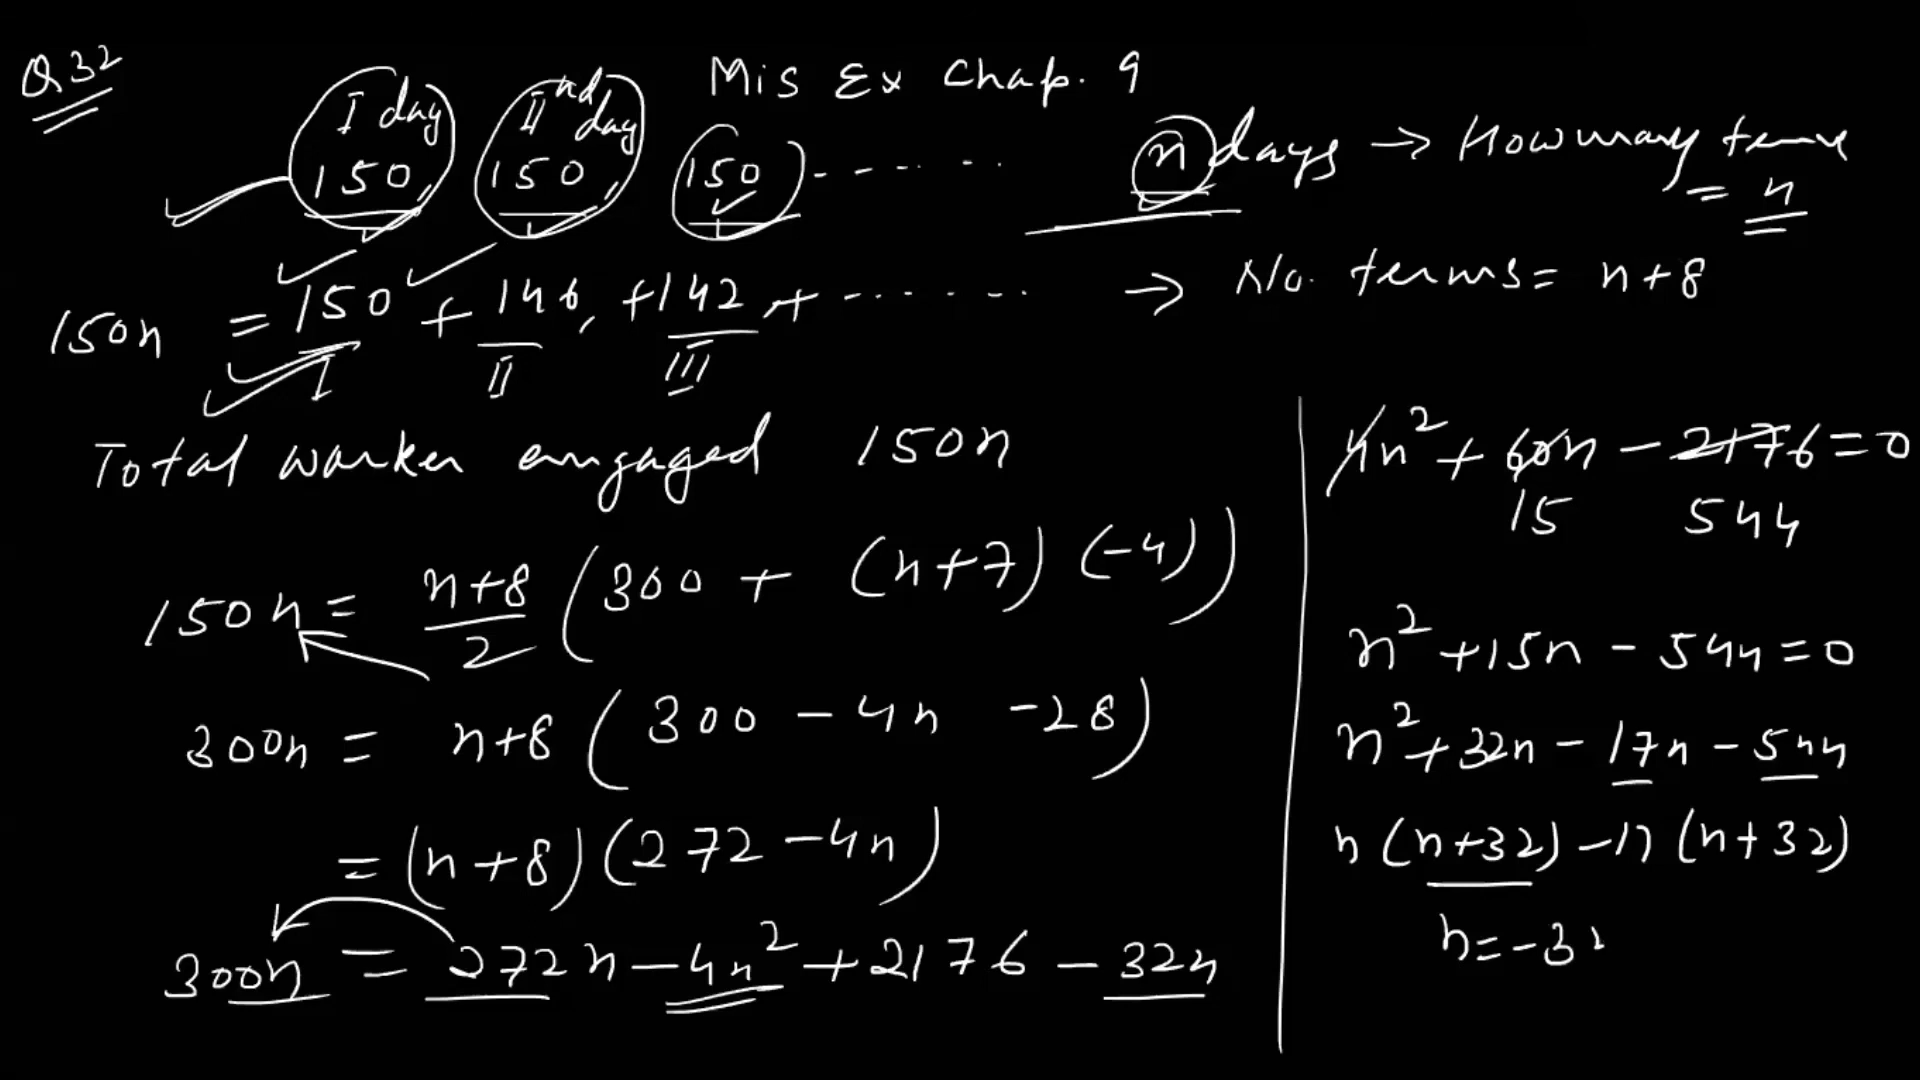 Q32
Mis Ex Chap. 9
I day IInd day
150, 150, 150 - - - - - - - n days → How many terms = n
150n = 150 + 146, + 142 + - - - - - - - → No. terms = n+8
I II III
Total worker engaged 150n
150n = n+8/2 (300 + (n+7) (-4))
300n = n+8 (300 - 4n - 28)
= (n+8) (272 - 4n)
300n = 272n - 4n² + 2176 - 32n
4n² + 60n - 2176 = 0
15 544
n² + 15n - 544 = 0
n² + 32n - 17n - 544
n (n+32) - 17 (n+32)
n = -3